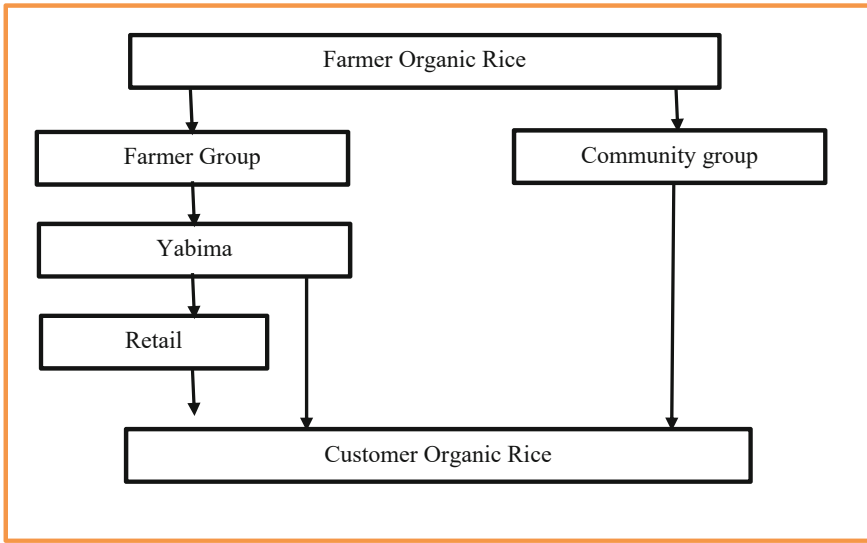 Farmer Organic Rice
Farmer Group
Community group
Yabima
Retail
Customer Organic Rice